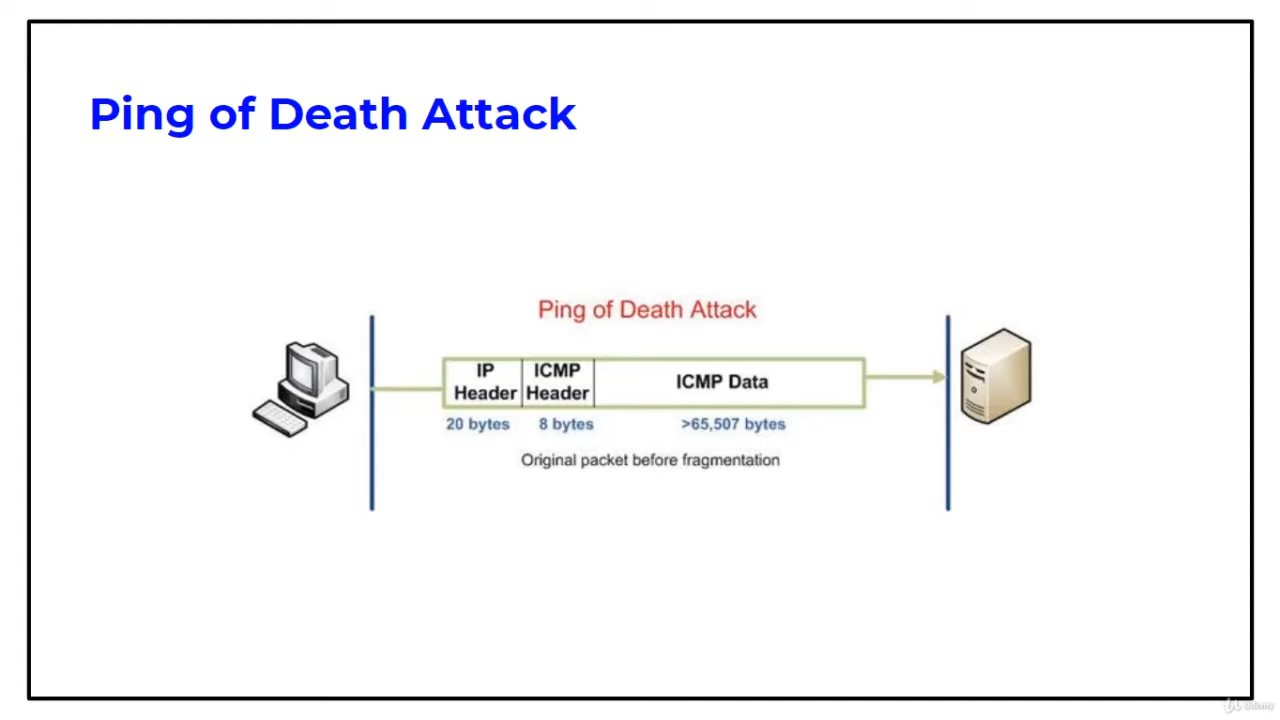 Ping of Death Attack
Ping of Death Attack
IP Header
ICMP Header
ICMP Data
20 bytes
8 bytes
>65,507 bytes
Original packet before fragmentation
Udemy